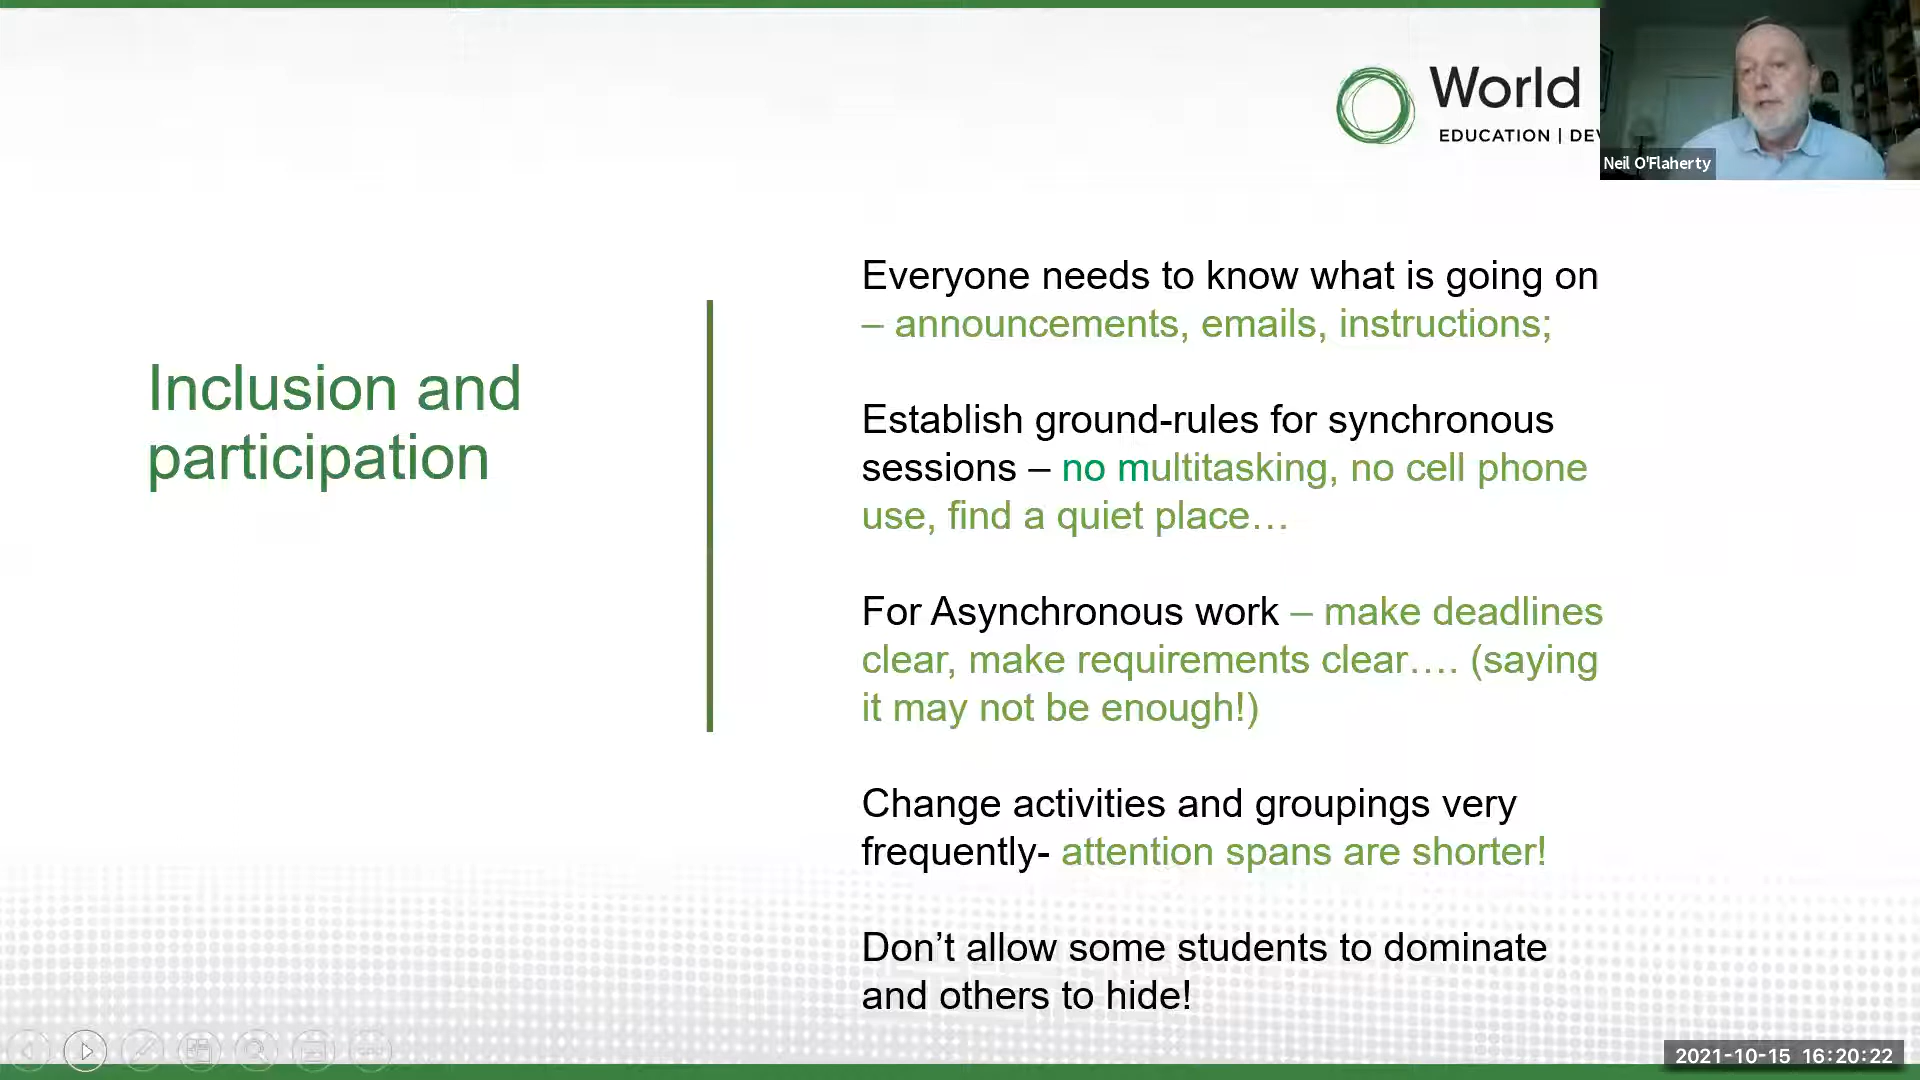 World
EDUCATION | DEV
Neil O'Flaherty
Inclusion and
participation
Everyone needs to know what is going on
– announcements, emails, instructions;
Establish ground-rules for synchronous
sessions – no multitasking, no cell phone
use, find a quiet place…
For Asynchronous work – make deadlines
clear, make requirements clear…. (saying
it may not be enough!)
Change activities and groupings very
frequently- attention spans are shorter!
Don’t allow some students to dominate
and others to hide!
2021-10-15 16:20:22